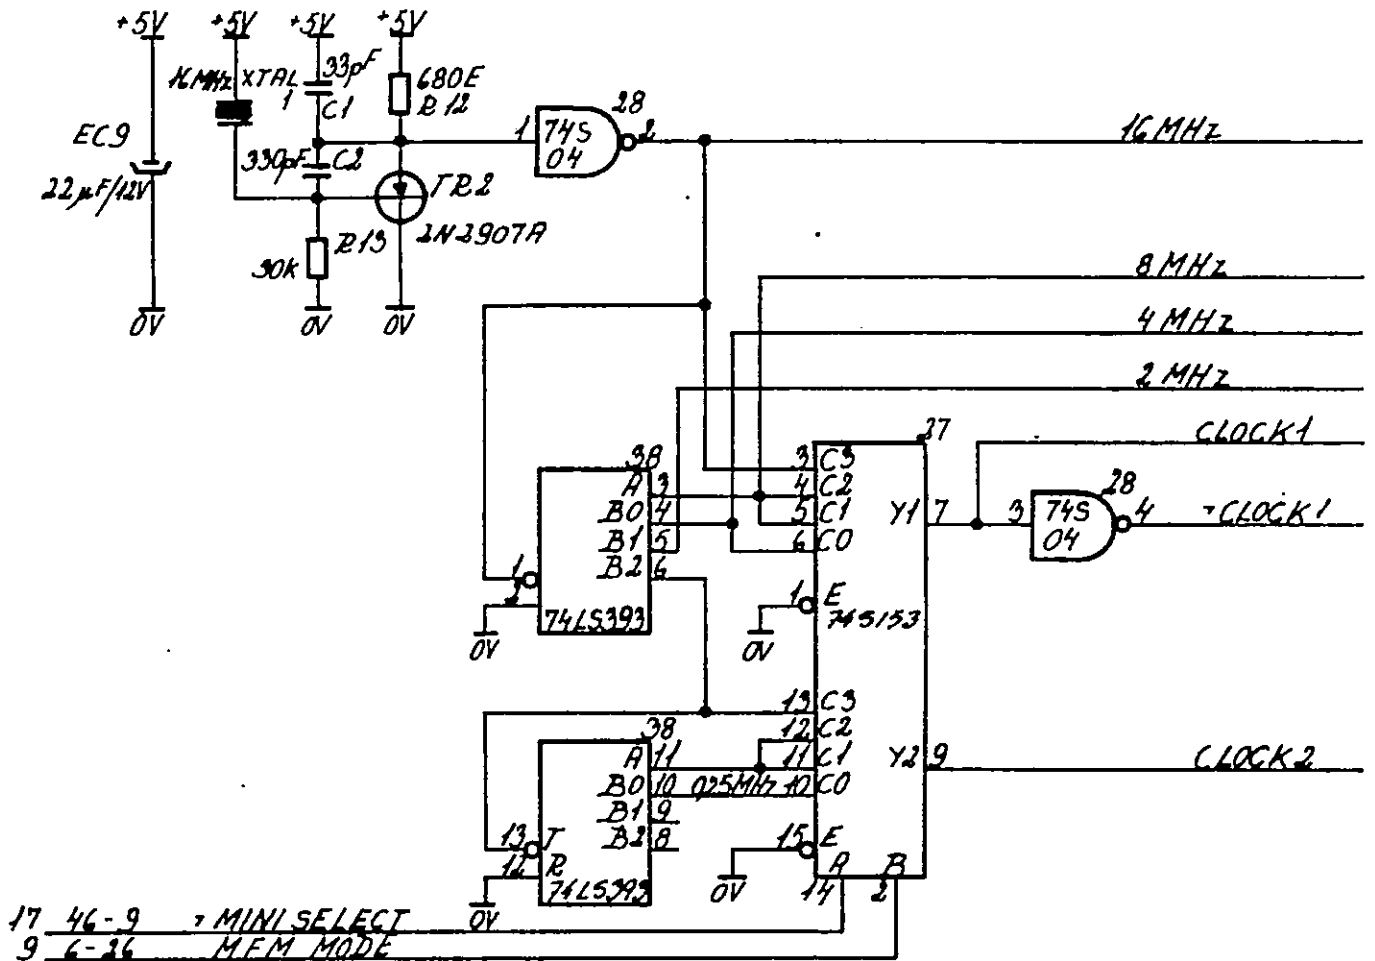 +5V +5V +5V +5V
16MHz XTAL 1
33pF
C1
680E
R12
EC9
22µF/12V
330pF C2
TR2
2N2907A
R13
30K
0V 0V 0V
1 74S 04 2
28
16MHz
8MHz
4MHz
2MHz
CLOCK1
38
A 3
B0 4
B1 5
B2 6
1
2
74LS393
0V
37
3 C3
4 C2
5 C1
6 C0
Y1 7
1 E
74S153
0V
28
3 74S 04 4
¬CLOCK1
13 C3
12 C2
11 C1
10 C0
Y2 9
CLOCK2
38
A 11
B0 10 025MHz
B1 9
B2 8
13 T
12 R
74LS393
0V
15 E
0V
A B
14 2
17 46-9 ¬MINI SELECT
9 6-26 MFM MODE